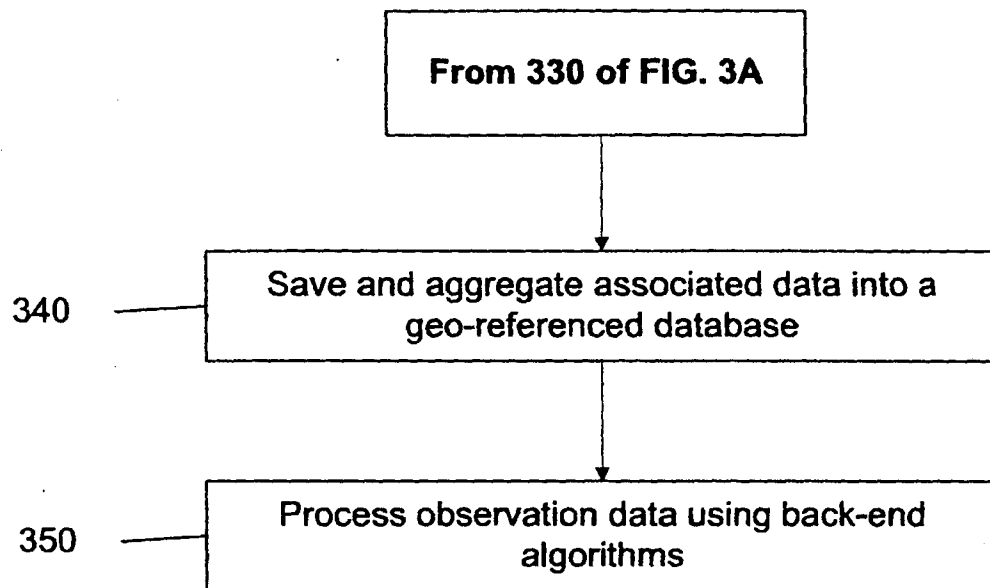 From 330 of FIG. 3A
340
Save and aggregate associated data into a
geo-referenced database
350
Process observation data using back-end
algorithms